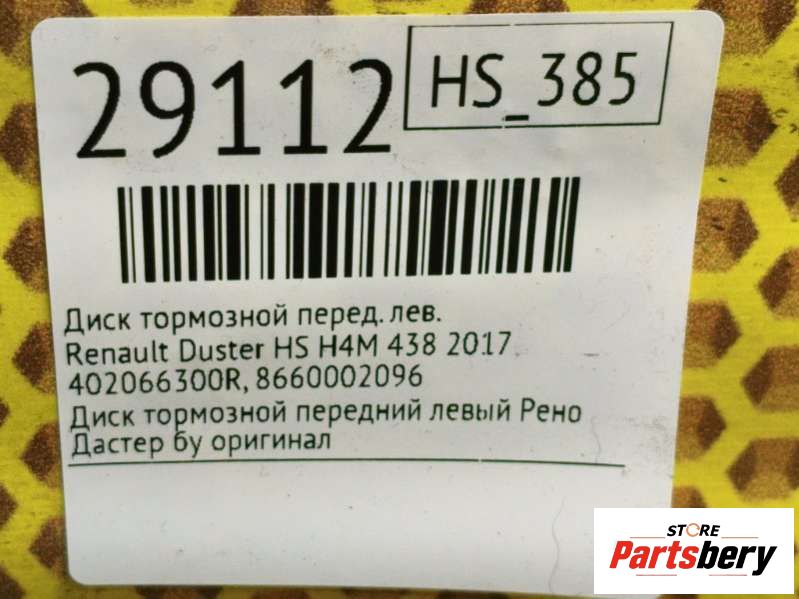 29112
HS_385
Диск тормозной перед. лев.
Renault Duster HS H4M 438 2017
402066300R, 8660002096
Диск тормозной передний левый Рено
Дастер бу оригинал
STORE
Partsbery